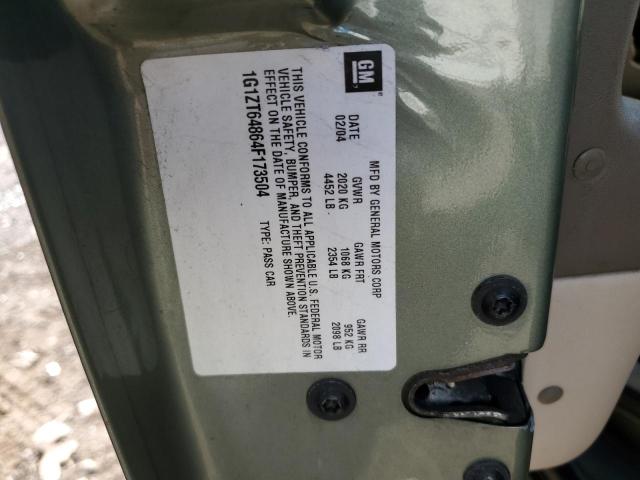 GM
MFD BY GENERAL MOTORS CORP
DATE GVWR GAWR FRT GAWR RR
02/04 2020 KG 1068 KG 952 KG
4452 LB 2354 LB 2098 LB
THIS VEHICLE CONFORMS TO ALL APPLICABLE U.S. FEDERAL MOTOR
VEHICLE SAFETY, BUMPER, AND THEFT PREVENTION STANDARDS IN
EFFECT ON THE DATE OF MANUFACTURE SHOWN ABOVE.
1G1ZT64864F173504 TYPE: PASS CAR